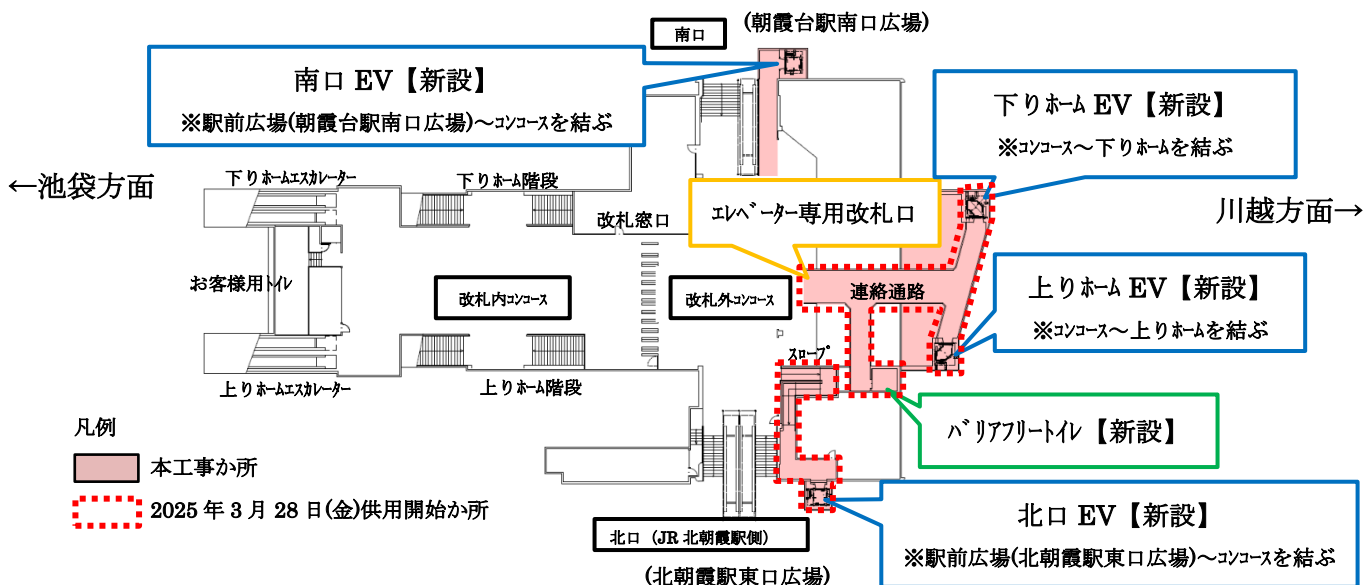 (朝霞台駅南口広場)
南口
南口 EV【新設】
※駅前広場(朝霞台駅南口広場)～ｺﾝｺｰｽを結ぶ
下りﾎｰﾑ EV【新設】
※ｺﾝｺｰｽ～下りﾎｰﾑを結ぶ
←池袋方面
下りﾎｰﾑｴｽｶﾚｰﾀｰ
下りﾎｰﾑ階段
改札窓口
ｴﾚﾍﾞｰﾀｰ専用改札口
川越方面→
お客様用ﾄｲﾚ
改札内ｺﾝｺｰｽ
改札外ｺﾝｺｰｽ
連絡通路
上りﾎｰﾑ EV【新設】
※ｺﾝｺｰｽ～上りﾎｰﾑを結ぶ
ｽﾛｰﾌﾟ
上りﾎｰﾑｴｽｶﾚｰﾀｰ
上りﾎｰﾑ階段
ﾊﾞﾘｱﾌﾘｰﾄｲﾚ【新設】
凡例
本工事か所
2025 年 3 月 28 日(金)供用開始か所
北口 EV【新設】
※駅前広場(北朝霞駅東口広場)～ｺﾝｺｰｽを結ぶ
北口（JR 北朝霞駅側）
(北朝霞駅東口広場)